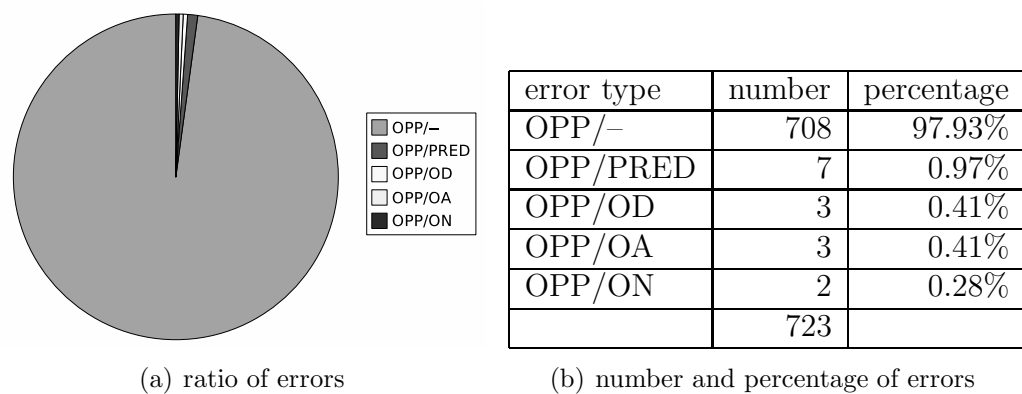 OPP/–
OPP/PRED
OPP/OD
OPP/OA
OPP/ON
(a) ratio of errors
error type number percentage
OPP/– 708 97.93%
OPP/PRED 7 0.97%
OPP/OD 3 0.41%
OPP/OA 3 0.41%
OPP/ON 2 0.28%
723
(b) number and percentage of errors